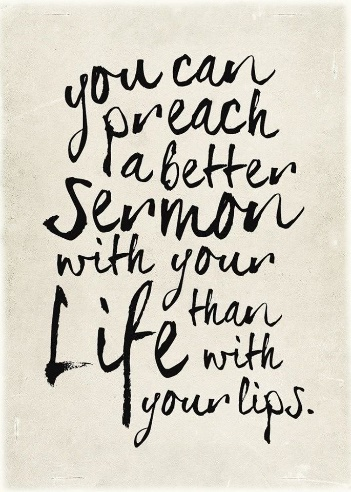 you can
preach
a better
Sermon
with your
Life than
with
your lips.